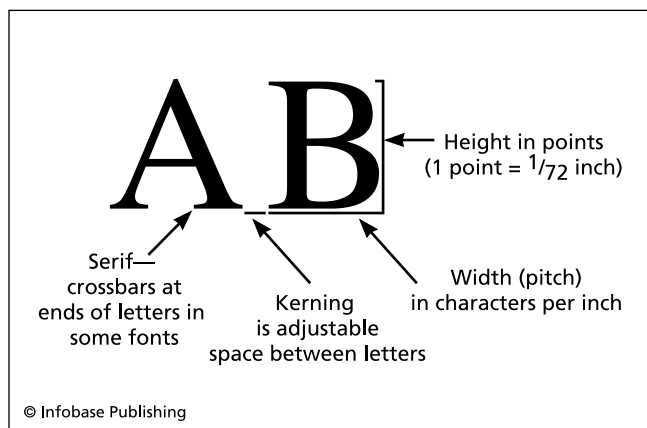 A B
Height in points
(1 point = 1/72 inch)
Serif—
crossbars at
ends of letters in
some fonts
Kerning
is adjustable
space between letters
Width (pitch)
in characters per inch
© Infobase Publishing